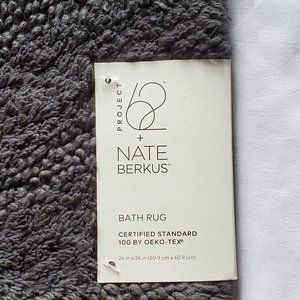 PROJECT
62™
+
NATE
BERKUS™
BATH RUG
CERTIFIED STANDARD
100 BY OEKO-TEX®
24 in x 24 in (60.9 cm x 60.9 cm)